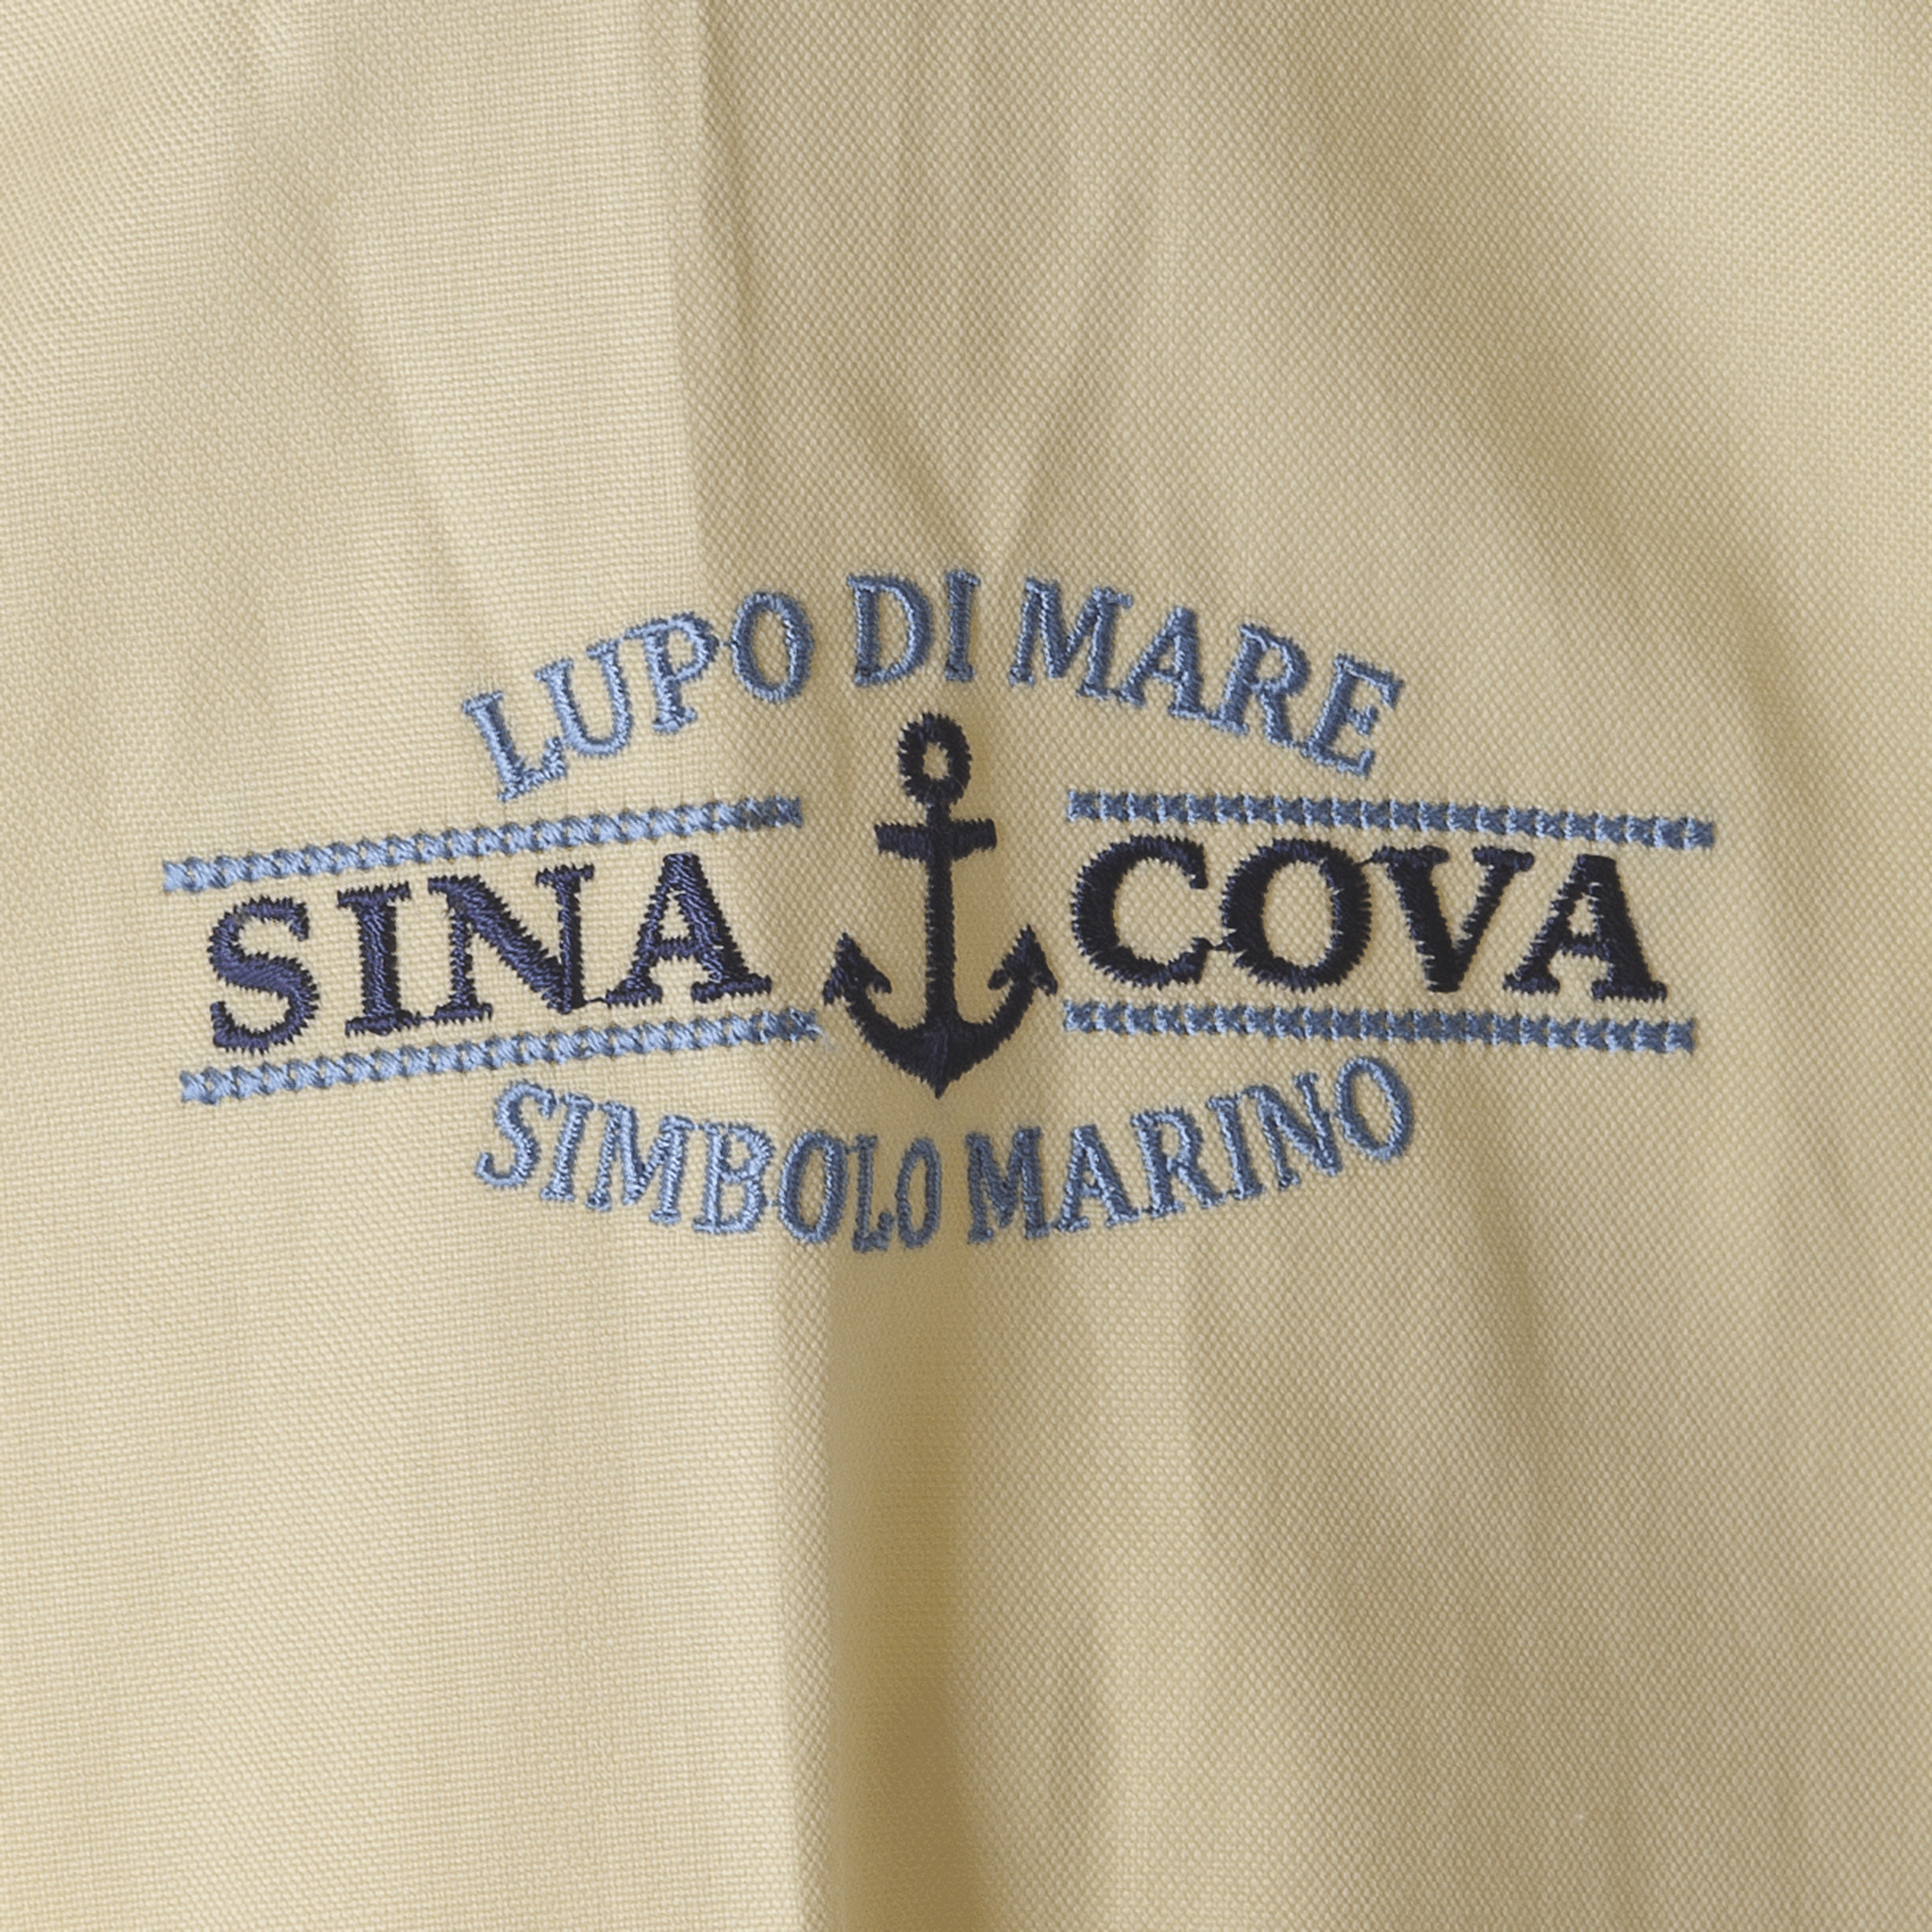 LUPO DI MARE
SINA COVA
SIMBOLO MARINO